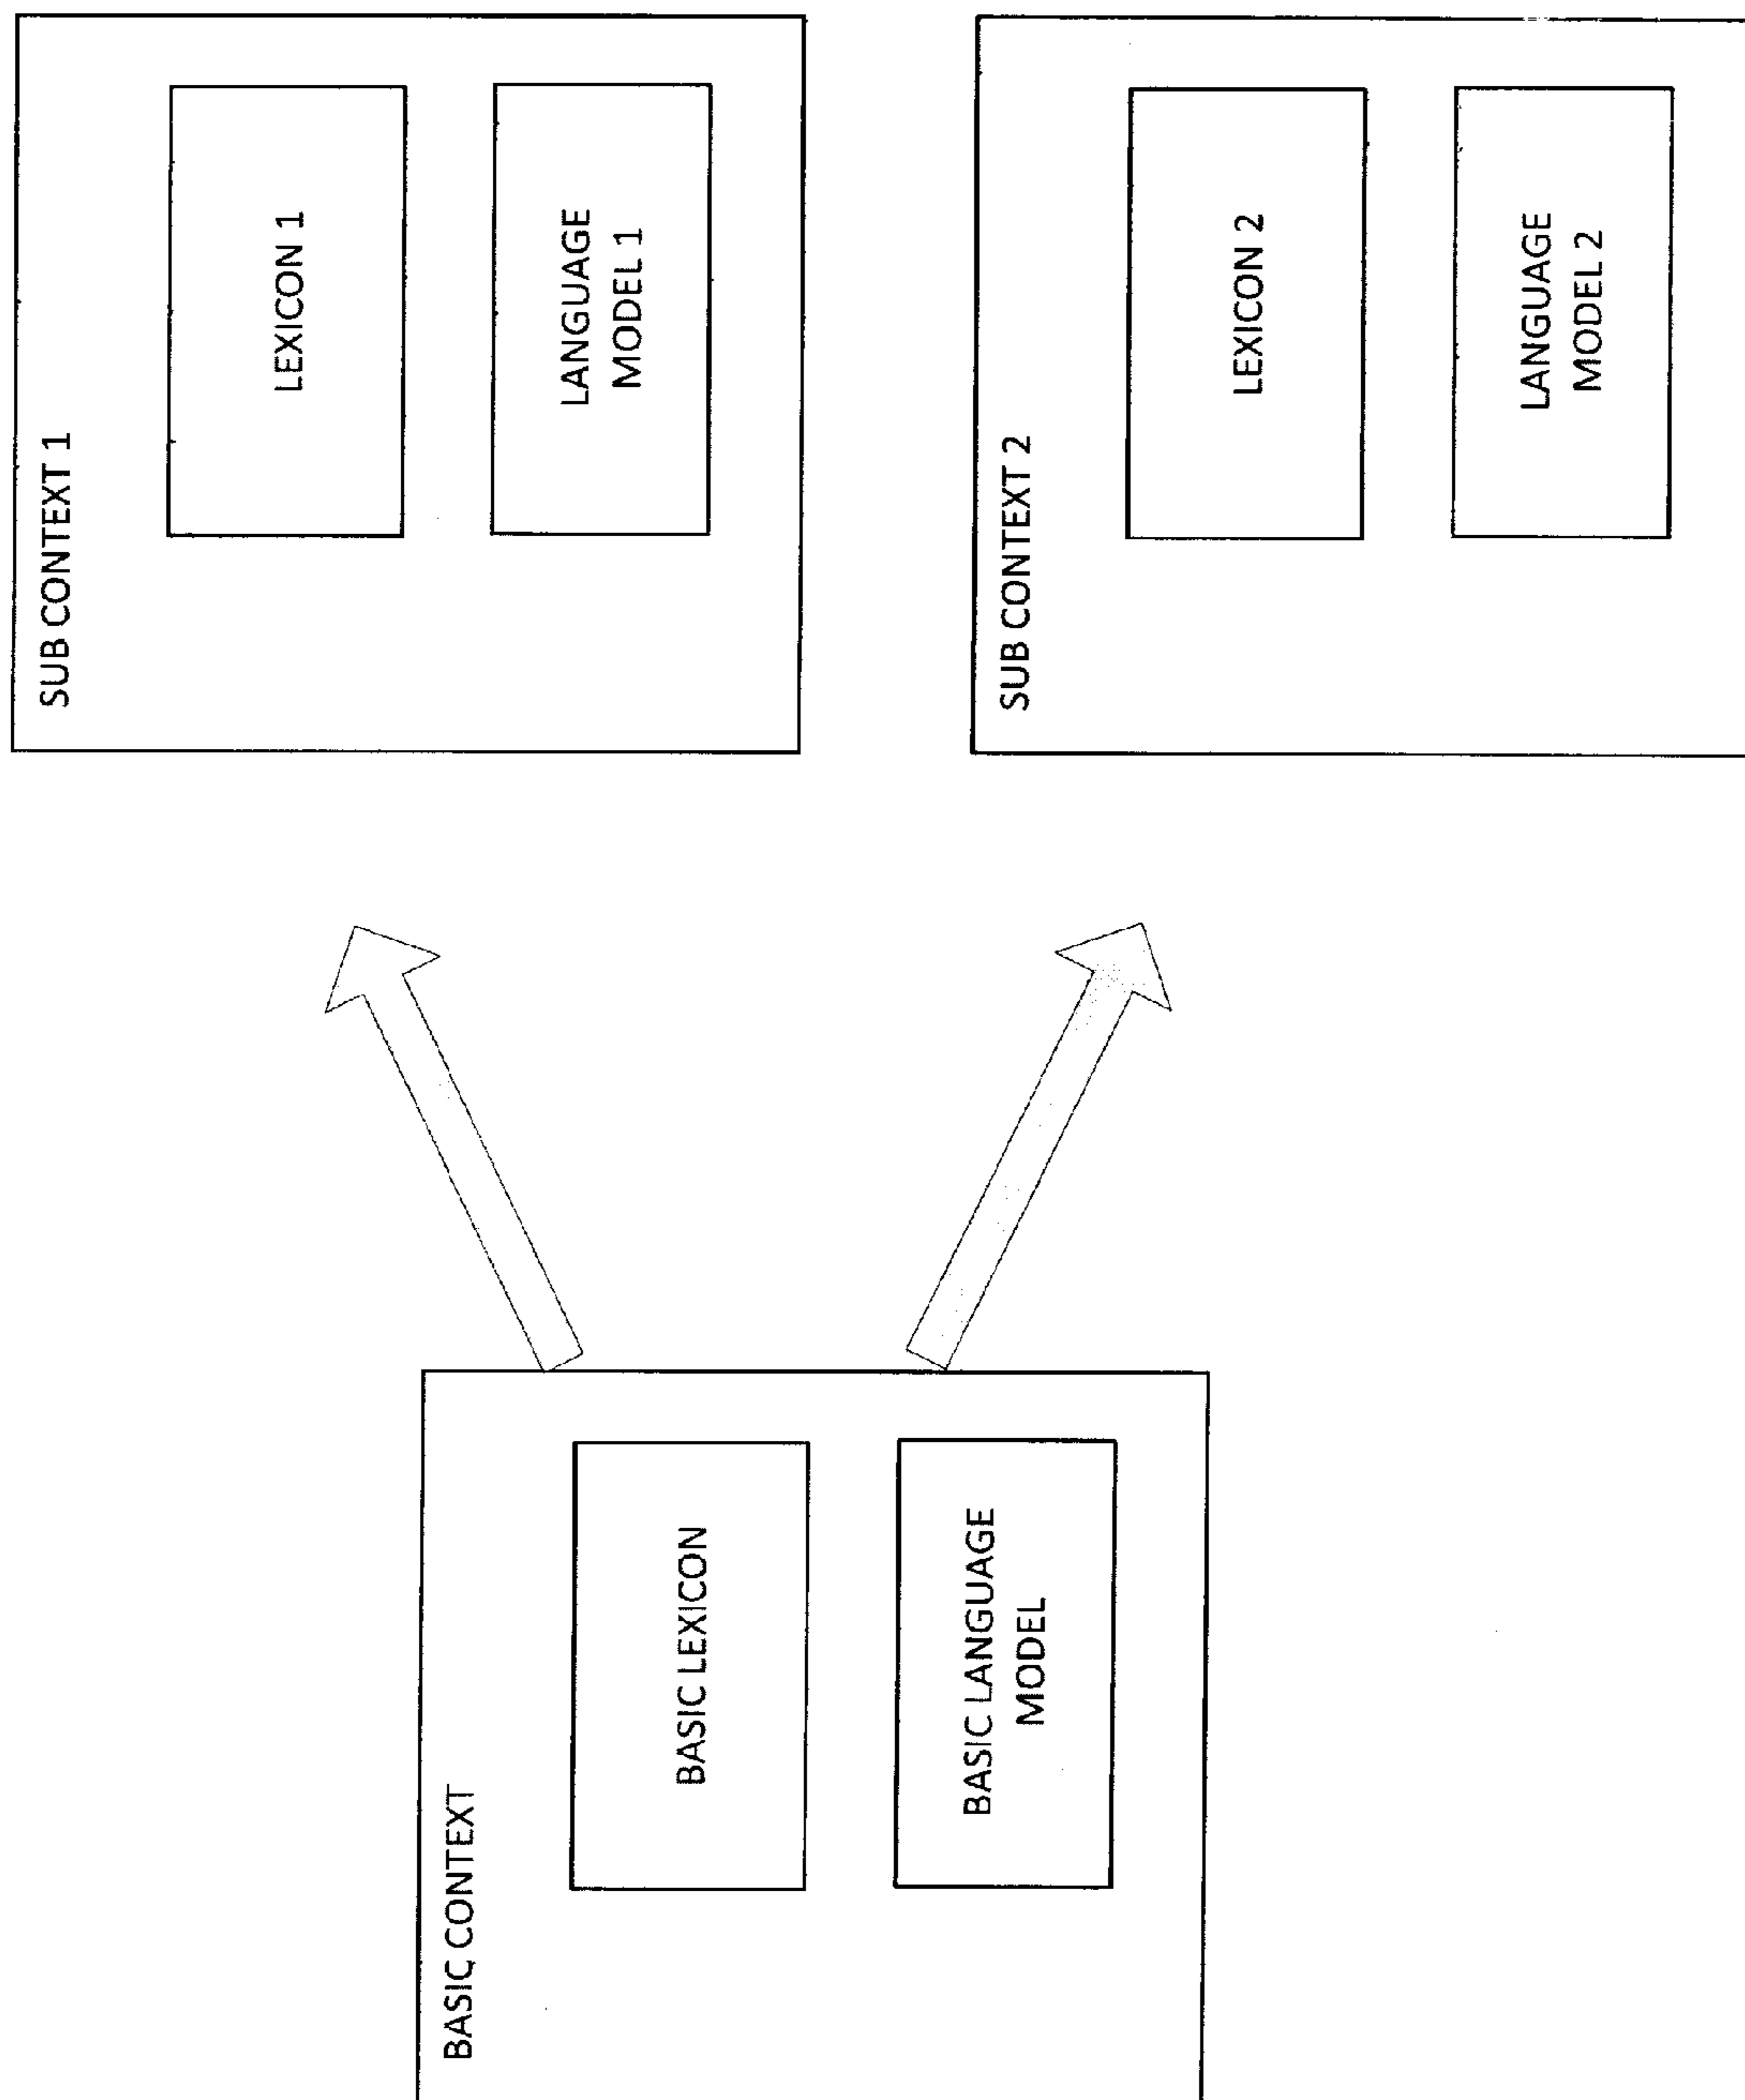 BASIC CONTEXT
BASIC LEXICON
BASIC LANGUAGE
MODEL
SUB CONTEXT 1
LEXICON 1
LANGUAGE
MODEL 1
SUB CONTEXT 2
LEXICON 2
LANGUAGE
MODEL 2